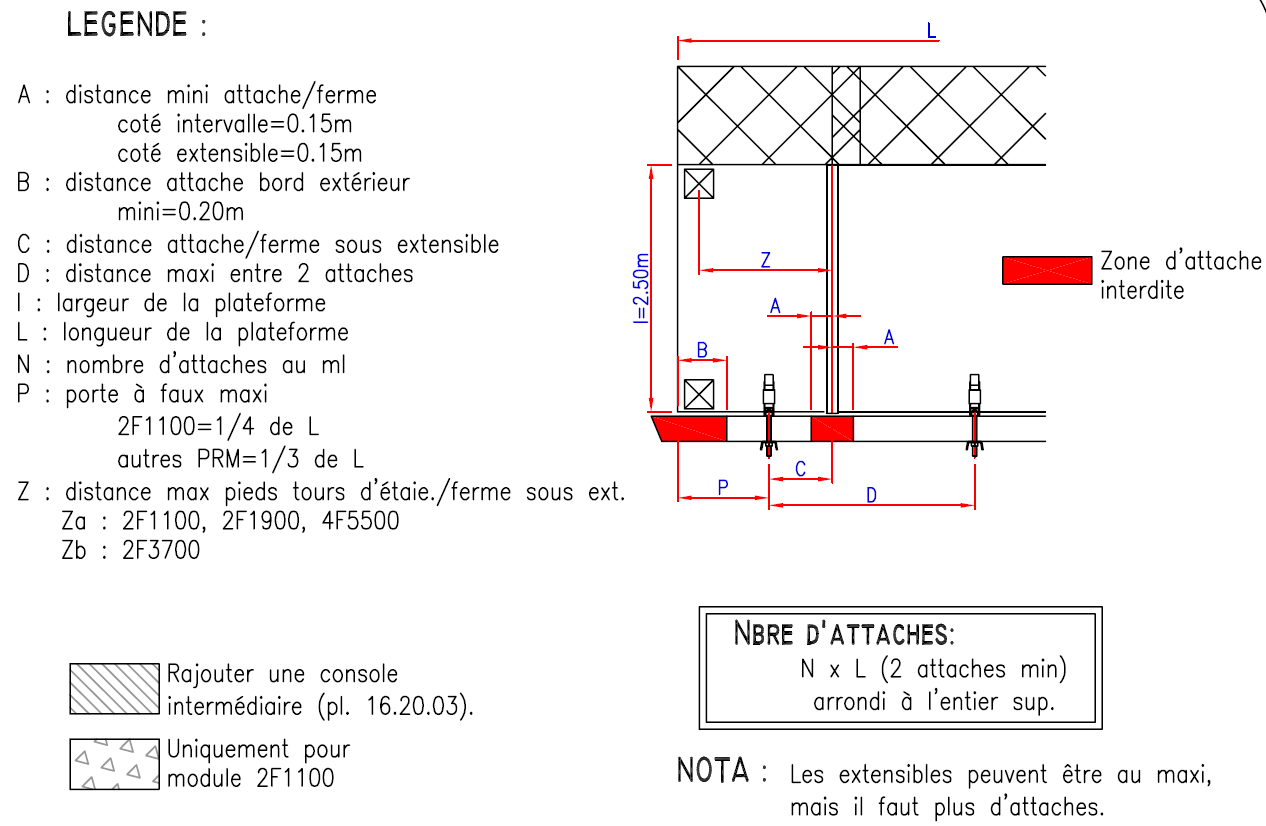 LEGENDE :
A : distance mini attache/ferme
coté intervalle=0.15m
coté extensible=0.15m
B : distance attache bord extérieur
mini=0.20m
C : distance attache/ferme sous extensible
D : distance maxi entre 2 attaches
l : largeur de la plateforme
L : longueur de la plateforme
N : nombre d'attaches au ml
P : porte à faux maxi
2F1100=1/4 de L
autres PRM=1/3 de L
Z : distance max pieds tours d'étaie./ferme sous ext.
Za : 2F1100, 2F1900, 4F5500
Zb : 2F3700
Rajouter une console
intermédiaire (pl. 16.20.03).
Uniquement pour
module 2F1100
L
l=2.50m
Z
A
A
B
C
P
D
Zone d'attache
interdite
NBRE D'ATTACHES:
N x L (2 attaches min)
arrondi à l'entier sup.
NOTA : Les extensibles peuvent être au maxi,
mais il faut plus d'attaches.